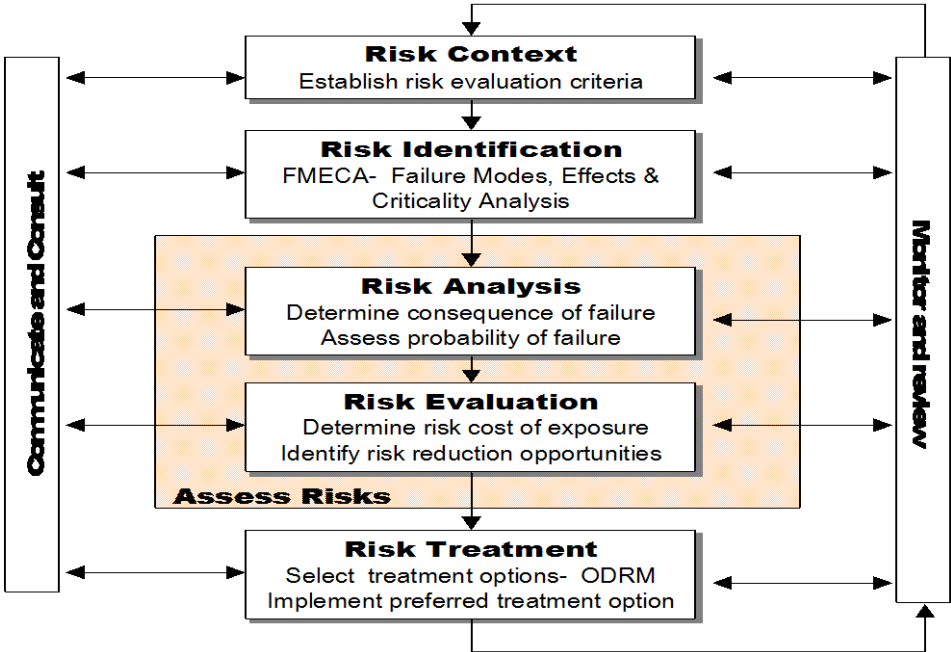 Risk Context
Establish risk evaluation criteria
Communicate and Consult
Monitor and review
Risk Identification
FMECA- Failure Modes, Effects &
Criticality Analysis
Risk Analysis
Determine consequence of failure
Assess probability of failure
Risk Evaluation
Determine risk cost of exposure
Identify risk reduction opportunities
Assess Risks
Risk Treatment
Select treatment options- ODRM
Implement preferred treatment option